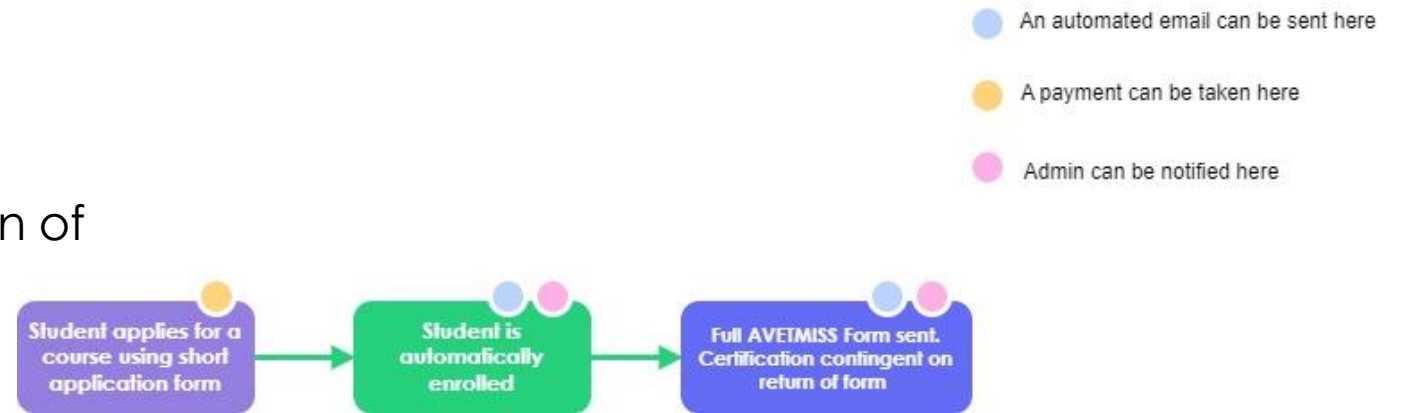 An automated email can be sent here
A payment can be taken here
Admin can be notified here
n of
Student applies for a
course using short
application form
Student is
automatically
enrolled
Full AVETMISS Form sent.
Certification contingent on
return of form